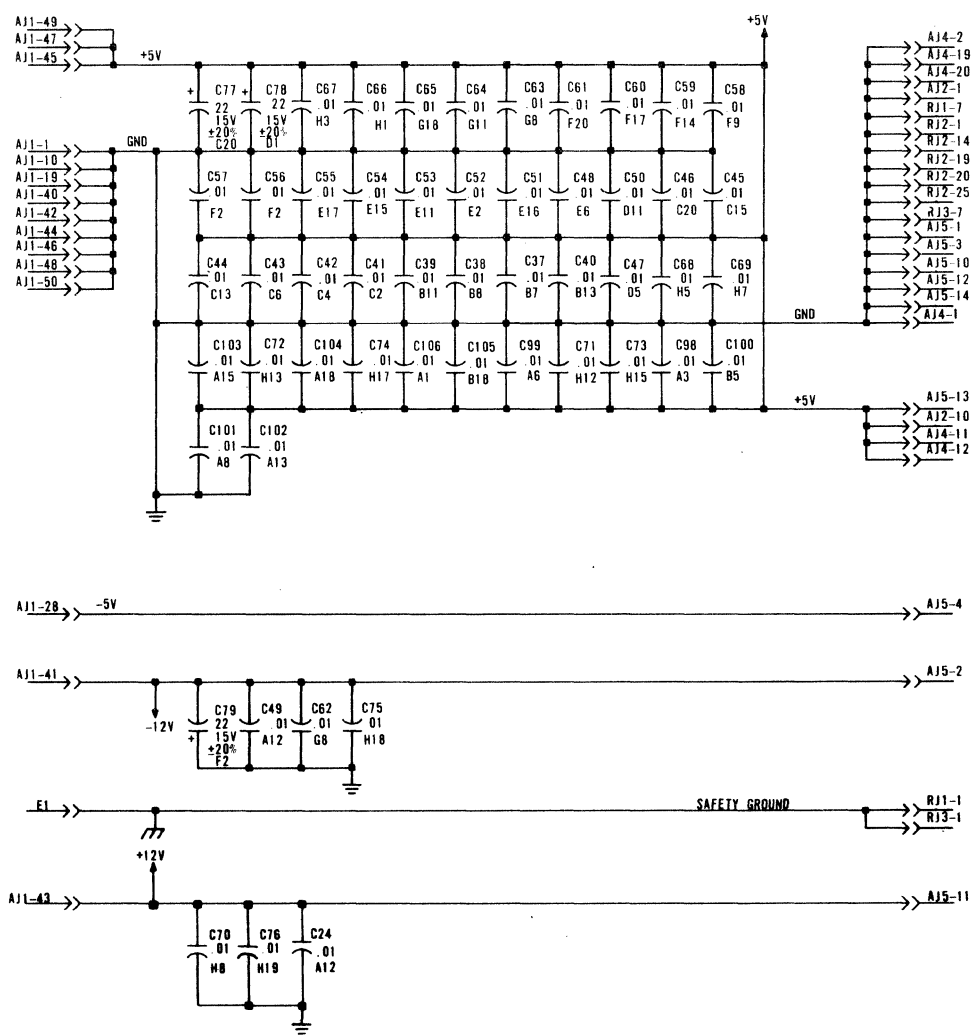 AJ1-49
AJ1-47
AJ1-45
+5V
+5V
C77 22 15V ±20% C20
C78 22 15V ±20% D1
C67 .01 H3
C66 .01 H1
C65 .01 G18
C64 .01 G11
C63 .01 G8
C61 .01 F20
C60 .01 F17
C59 .01 F14
C58 .01 F9
AJ1-1
GND
AJ1-10
AJ1-19
AJ1-40
AJ1-42
AJ1-44
AJ1-46
AJ1-48
AJ1-50
C57 .01 F2
C56 .01 F2
C55 .01 E17
C54 .01 E15
C53 .01 E11
C52 .01 E2
C51 .01 E16
C48 .01 E6
C50 .01 D11
C46 .01 C20
C45 .01 C15
C44 .01 C13
C43 .01 C6
C42 .01 C4
C41 .01 C2
C39 .01 B11
C38 .01 B8
C37 .01 B7
C40 .01 B13
C47 .01 D5
C68 .01 H5
C69 .01 H7
C103 .01 A15
C72 .01 H13
C104 .01 A18
C74 .01 H17
C106 .01 A1
C105 .01 B18
C99 .01 A6
C71 .01 H12
C73 .01 H15
C98 .01 A3
C100 .01 B5
C101 .01 A8
C102 .01 A13
AJ4-2
AJ4-19
AJ4-20
AJ2-1
RJ1-7
RJ2-1
RJ2-14
RJ2-19
RJ2-20
RJ2-25
RJ3-7
AJ5-1
AJ5-3
AJ5-10
AJ5-12
AJ5-14
GND
AJ4-1
+5V
AJ5-13
AJ2-10
AJ4-11
AJ4-12
AJ1-28
-5V
AJ5-4
AJ1-41
AJ5-2
-12V
C79 22 15V ±20% F2
C49 .01 A12
C62 .01 G8
C75 .01 H18
E1
SAFETY GROUND
RJ1-1
RJ3-1
+12V
AJ1-43
AJ5-11
C70 .01 H8
C76 .01 H19
C24 .01 A12